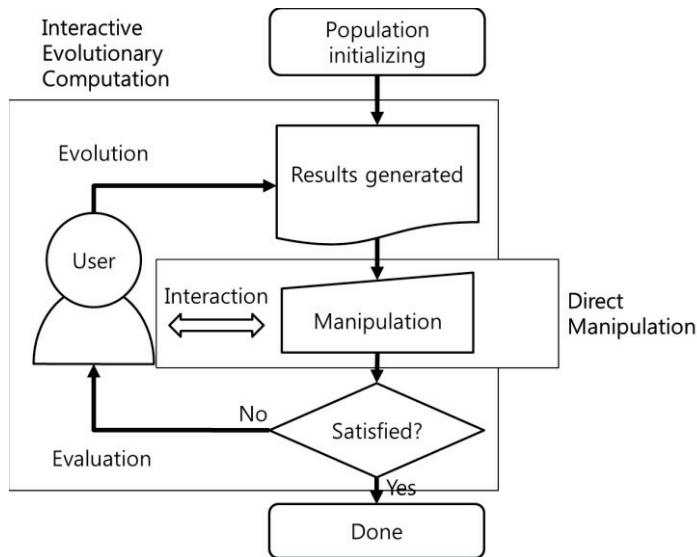 Interactive
Evolutionary
Computation
Population
initializing
Evolution
Results generated
User
Interaction
Manipulation
Direct
Manipulation
No
Satisfied?
Evaluation
Yes
Done